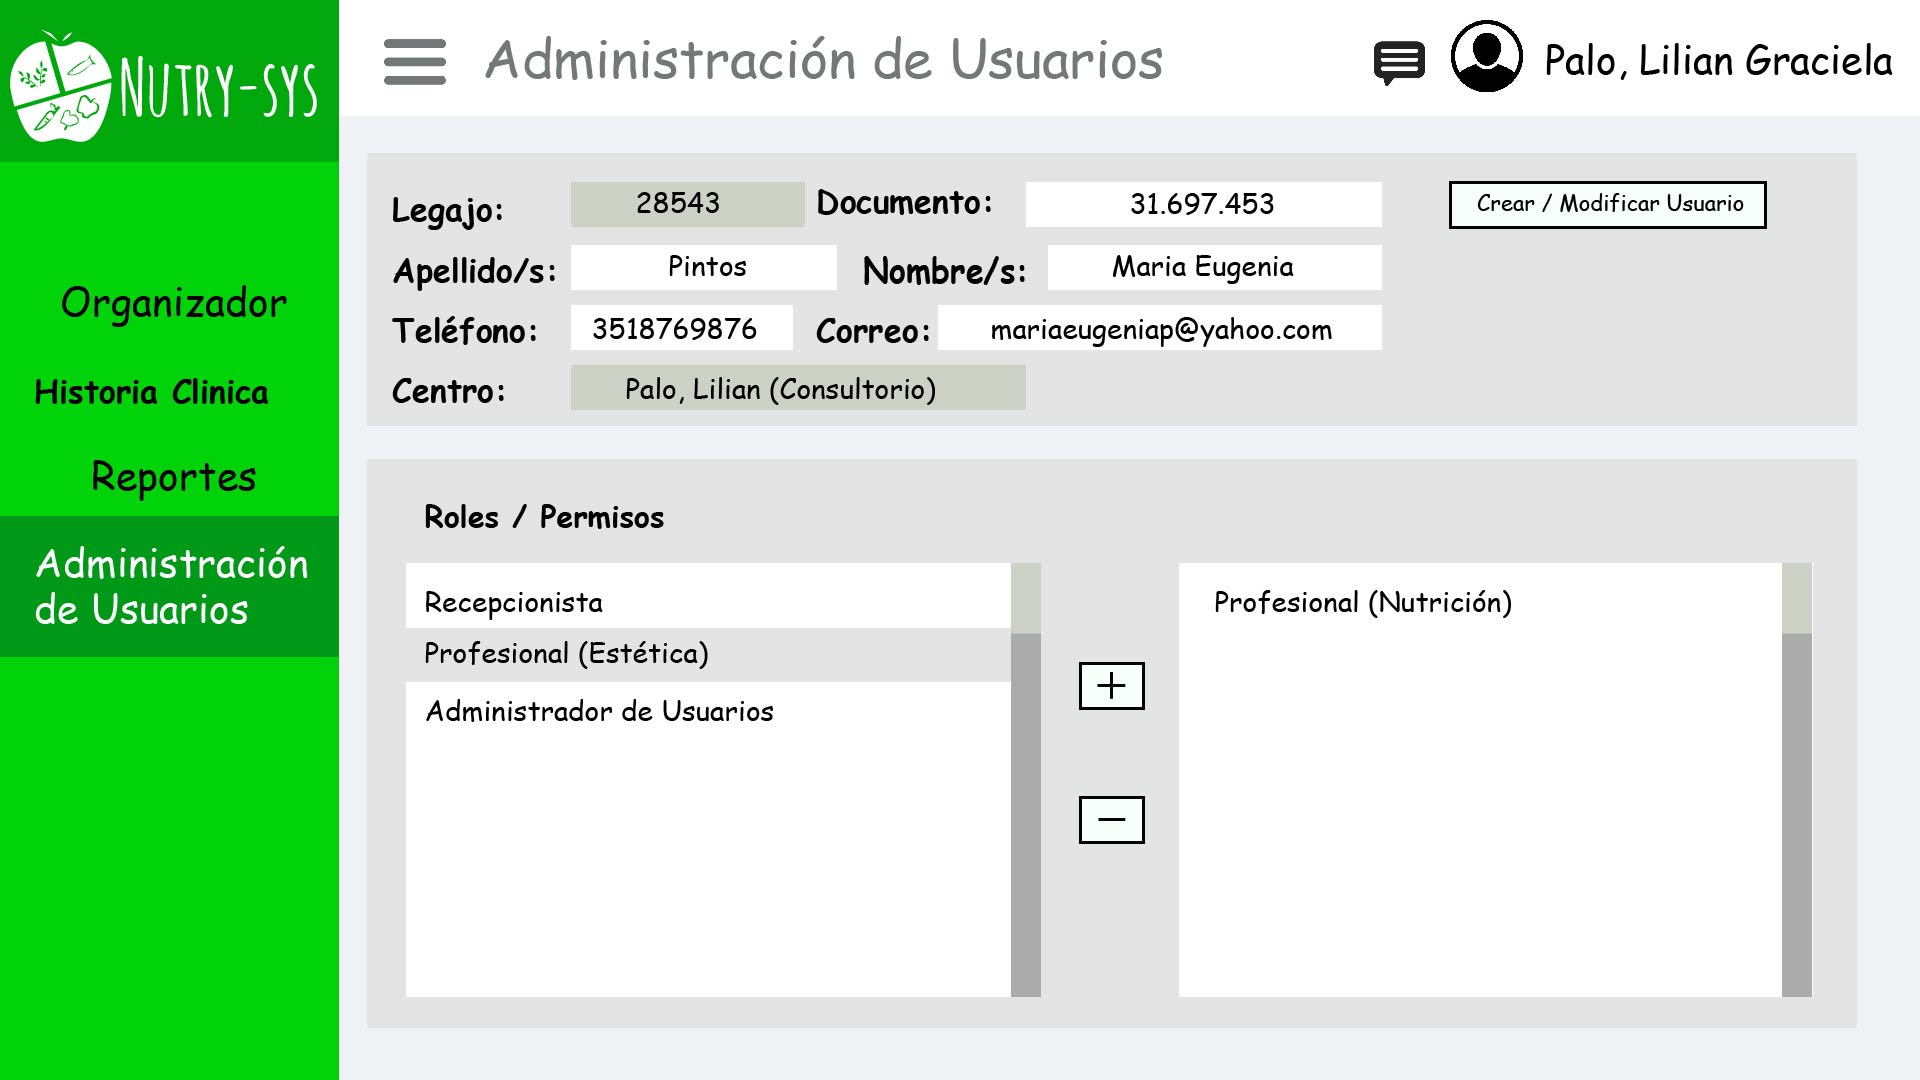 NUTRY-SYS
Administración de Usuarios
Palo, Lilian Graciela
Organizador
Historia Clinica
Reportes
Administración
de Usuarios
Legajo: 28543 Documento: 31.697.453 Crear / Modificar Usuario
Apellido/s: Pintos Nombre/s: Maria Eugenia
Teléfono: 3518769876 Correo: mariaeugeniap@yahoo.com
Centro: Palo, Lilian (Consultorio)
Roles / Permisos
Recepcionista
Profesional (Estética)
Administrador de Usuarios
+
-
Profesional (Nutrición)